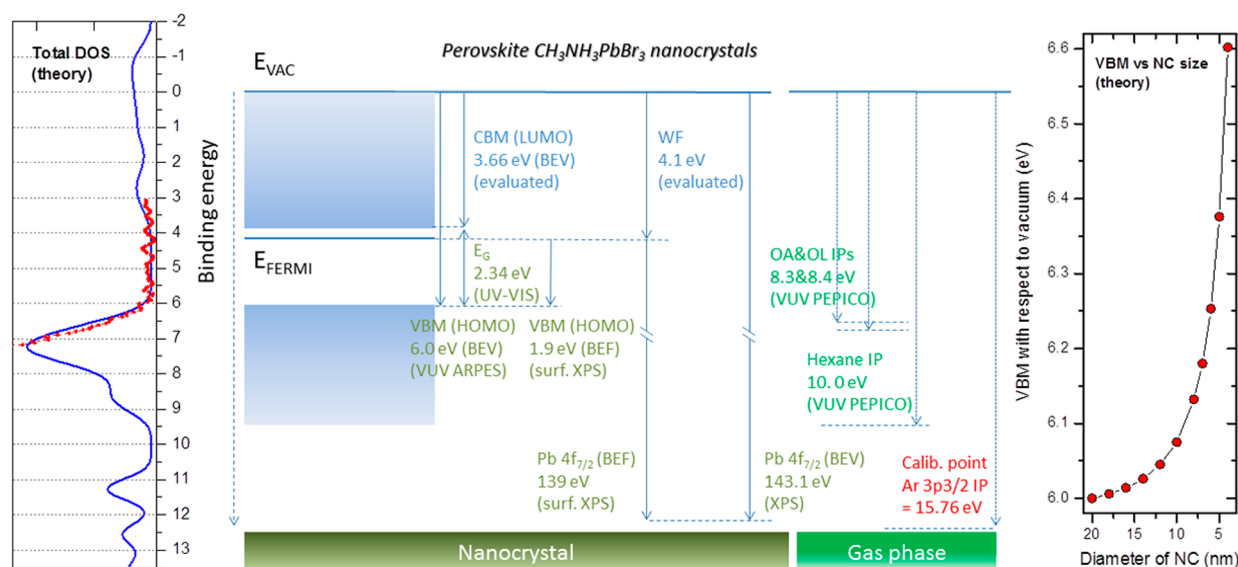 Total DOS
(theory)
-2
-1
0
1
2
3
4
5
6
7
8
9
10
11
12
13
Binding energy
Perovskite CH₃NH₃PbBr₃ nanocrystals
E_VAC
CBM (LUMO)
3.66 eV (BEV)
(evaluated)
WF
4.1 eV
(evaluated)
E_FERMI
E_G
2.34 eV
(UV-VIS)
VBM (HOMO)
6.0 eV (BEV)
(VUV ARPES)
VBM (HOMO)
1.9 eV (BEF)
(surf. XPS)
Pb 4f₇/₂ (BEF)
139 eV
(surf. XPS)
Pb 4f₇/₂ (BEV)
143.1 eV
(XPS)
OA&OL IPs
8.3&8.4 eV
(VUV PEPICO)
Hexane IP
10. 0 eV
(VUV PEPICO)
Calib. point
Ar 3p3/2 IP
= 15.76 eV
Nanocrystal
Gas phase
VBM vs NC size
(theory)
VBM with respect to vacuum (eV)
6.6
6.4
6.3
6.2
6.1
6.0
20
15
10
5
Diameter of NC (nm)